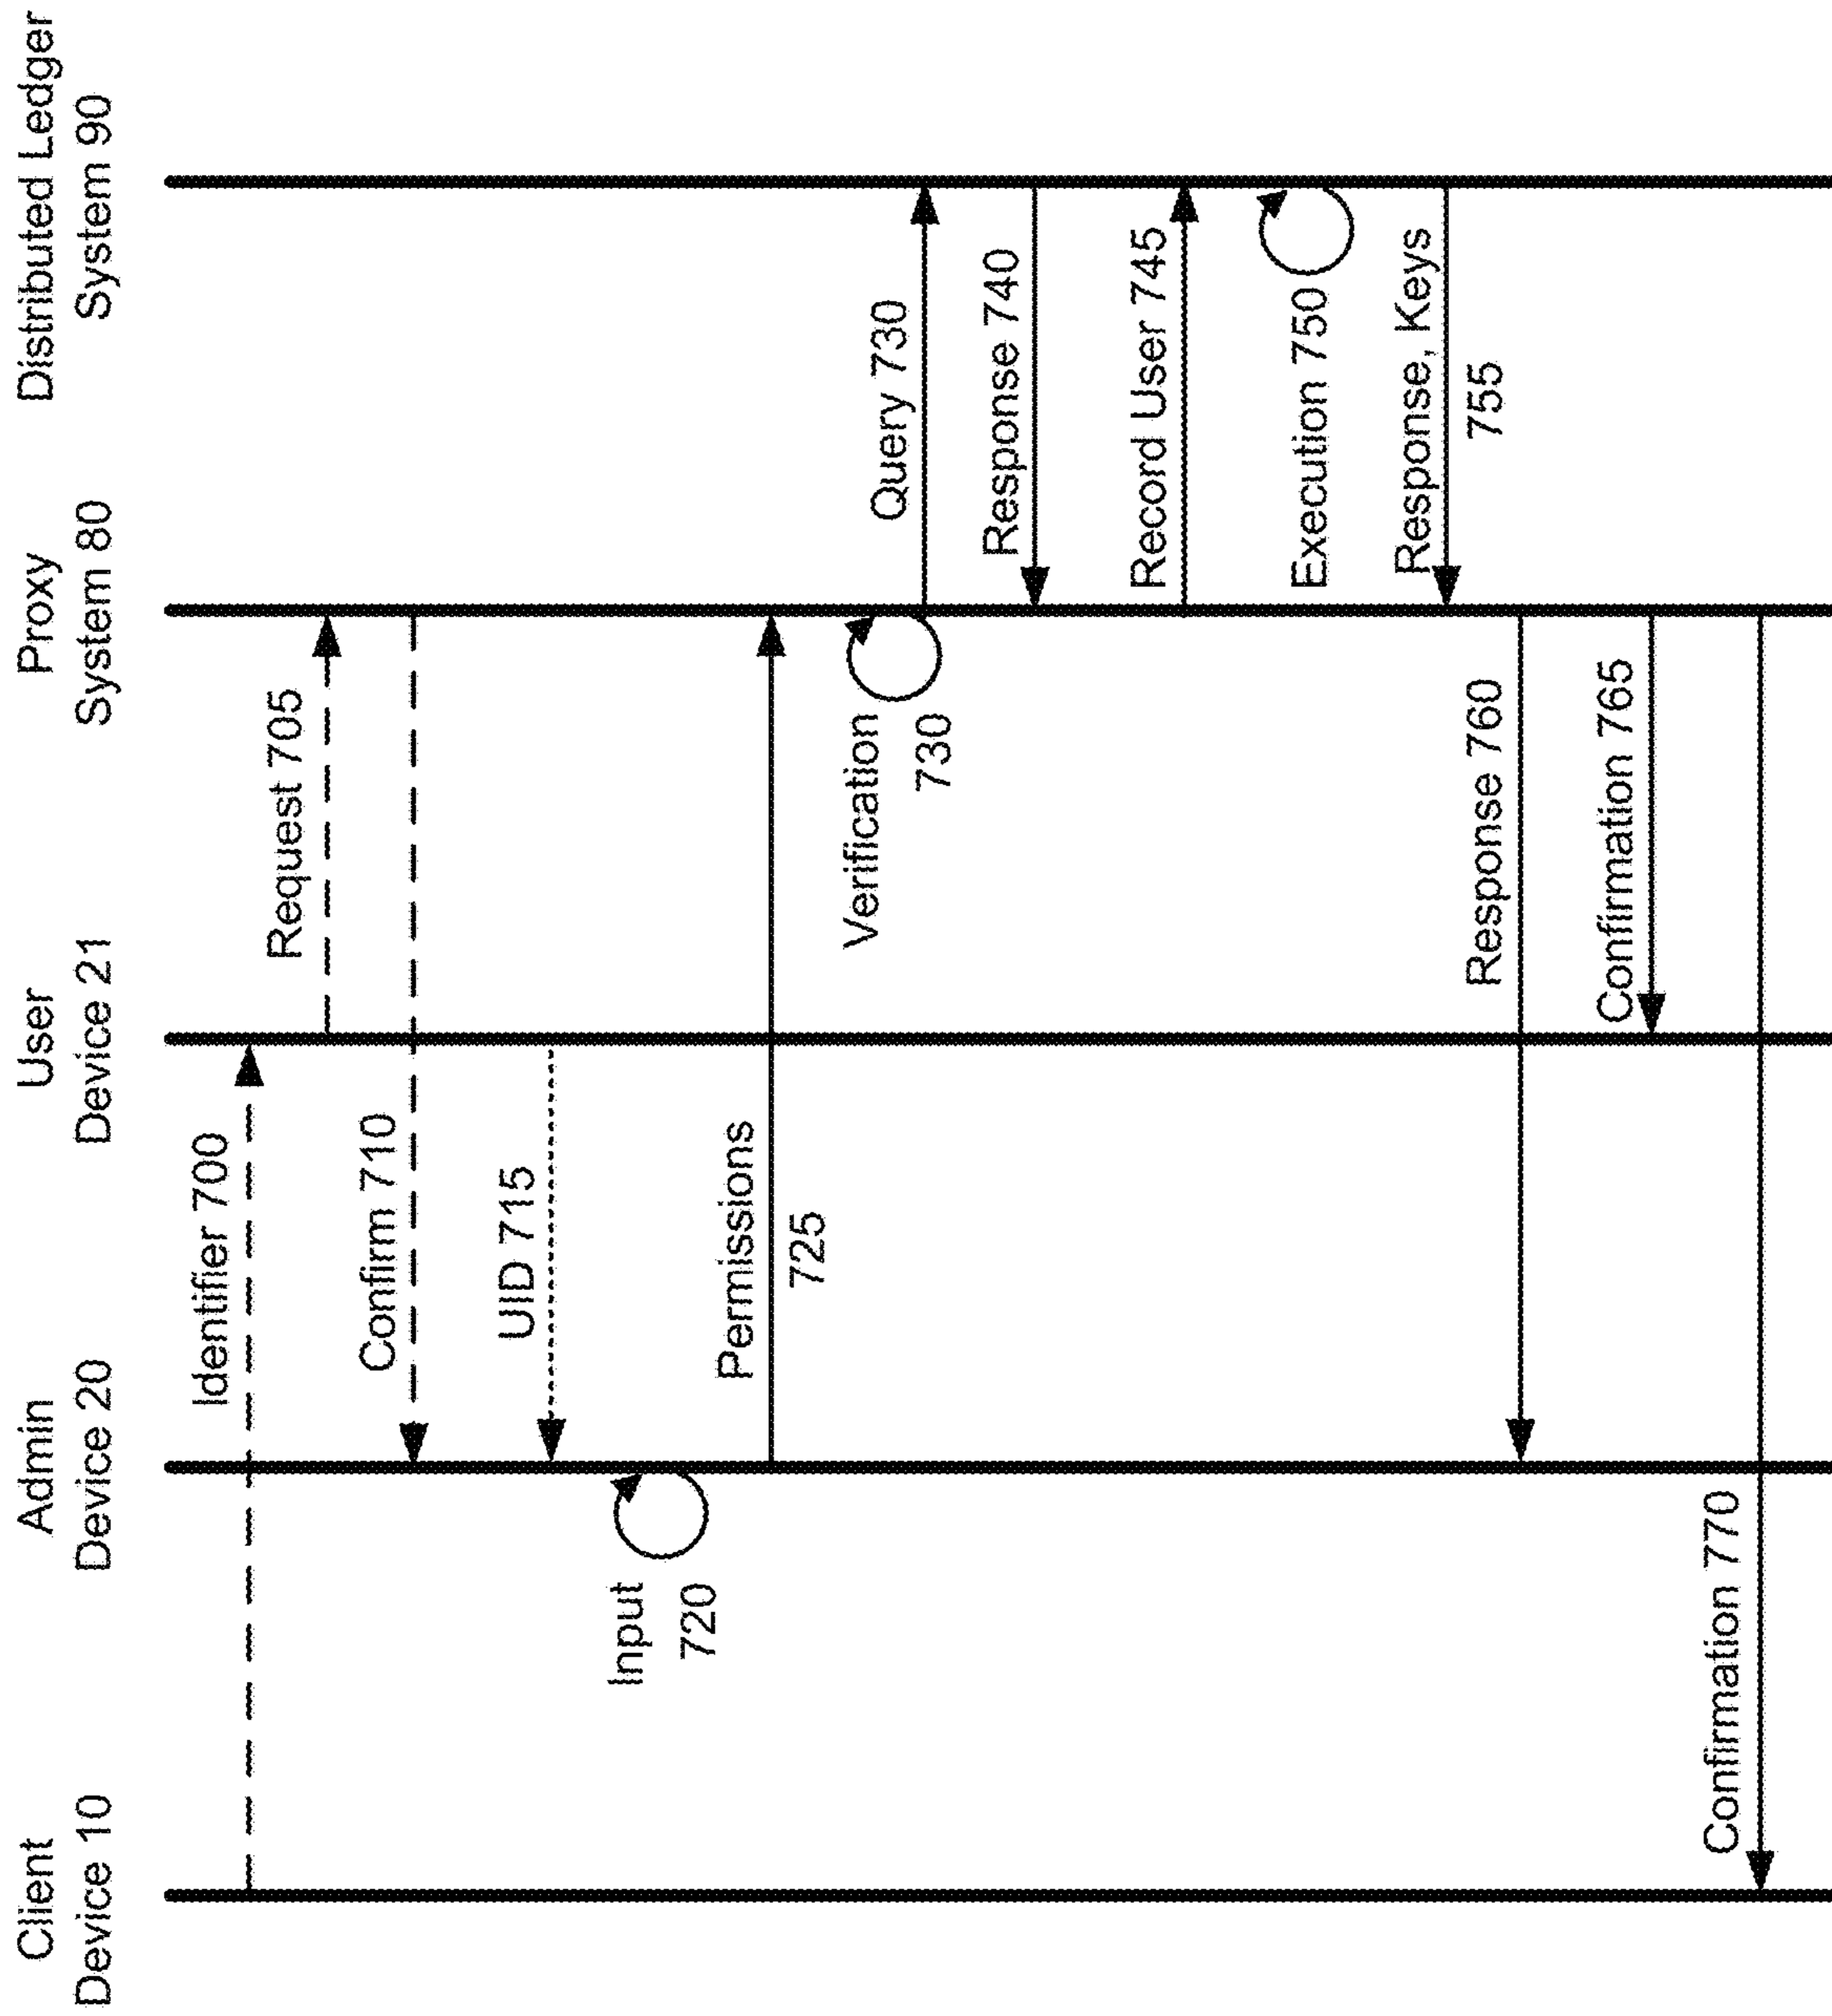 Client
Device 10
Admin
Device 20
User
Device 21
Proxy
System 80
Distributed Ledger
System 90
Identifier 700
Request 705
Confirm 710
UID 715
Input
720
Permissions
725
Verification
730
Query 730
Response 740
Record User 745
Execution 750
Response, Keys
755
Response 760
Confirmation 765
Confirmation 770